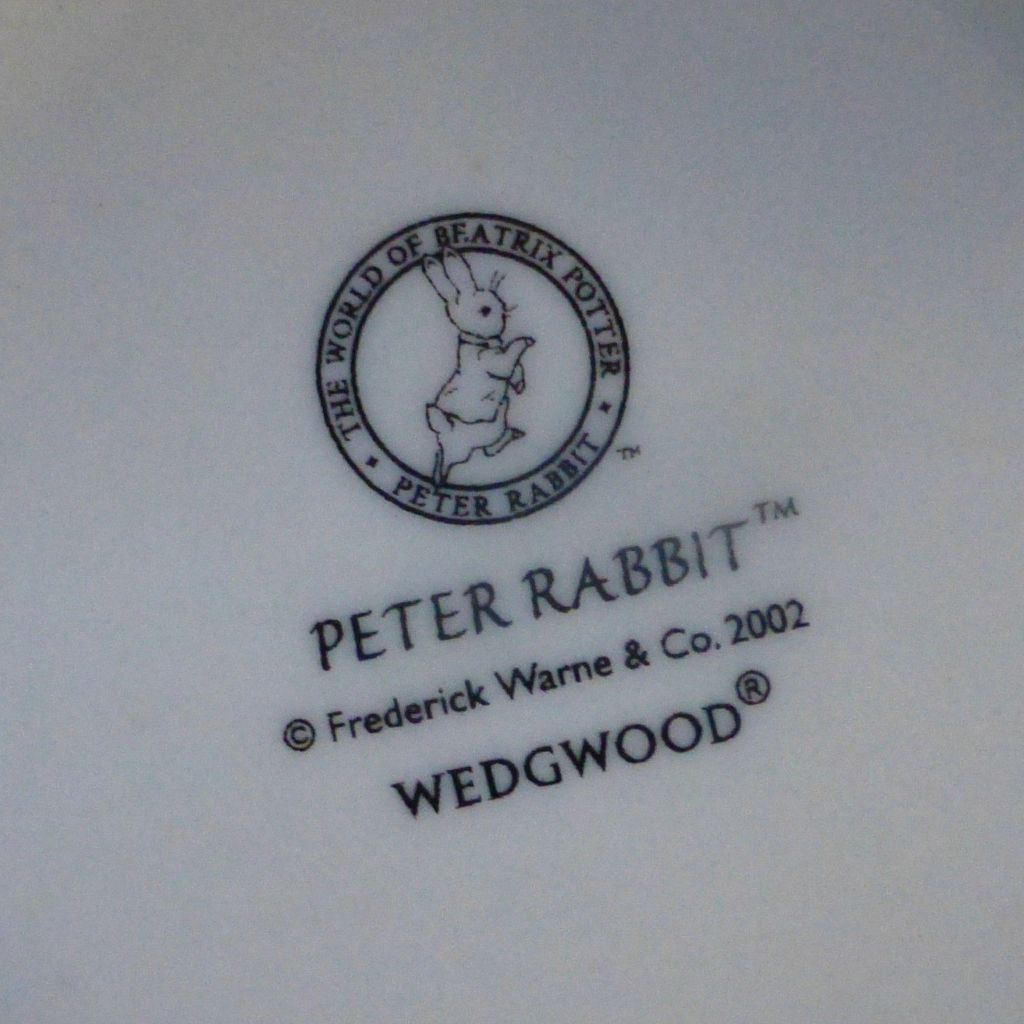 THE WORLD OF BEATRIX POTTER
PETER RABBIT
TM
PETER RABBIT™
© Frederick Warne & Co. 2002
WEDGWOOD®